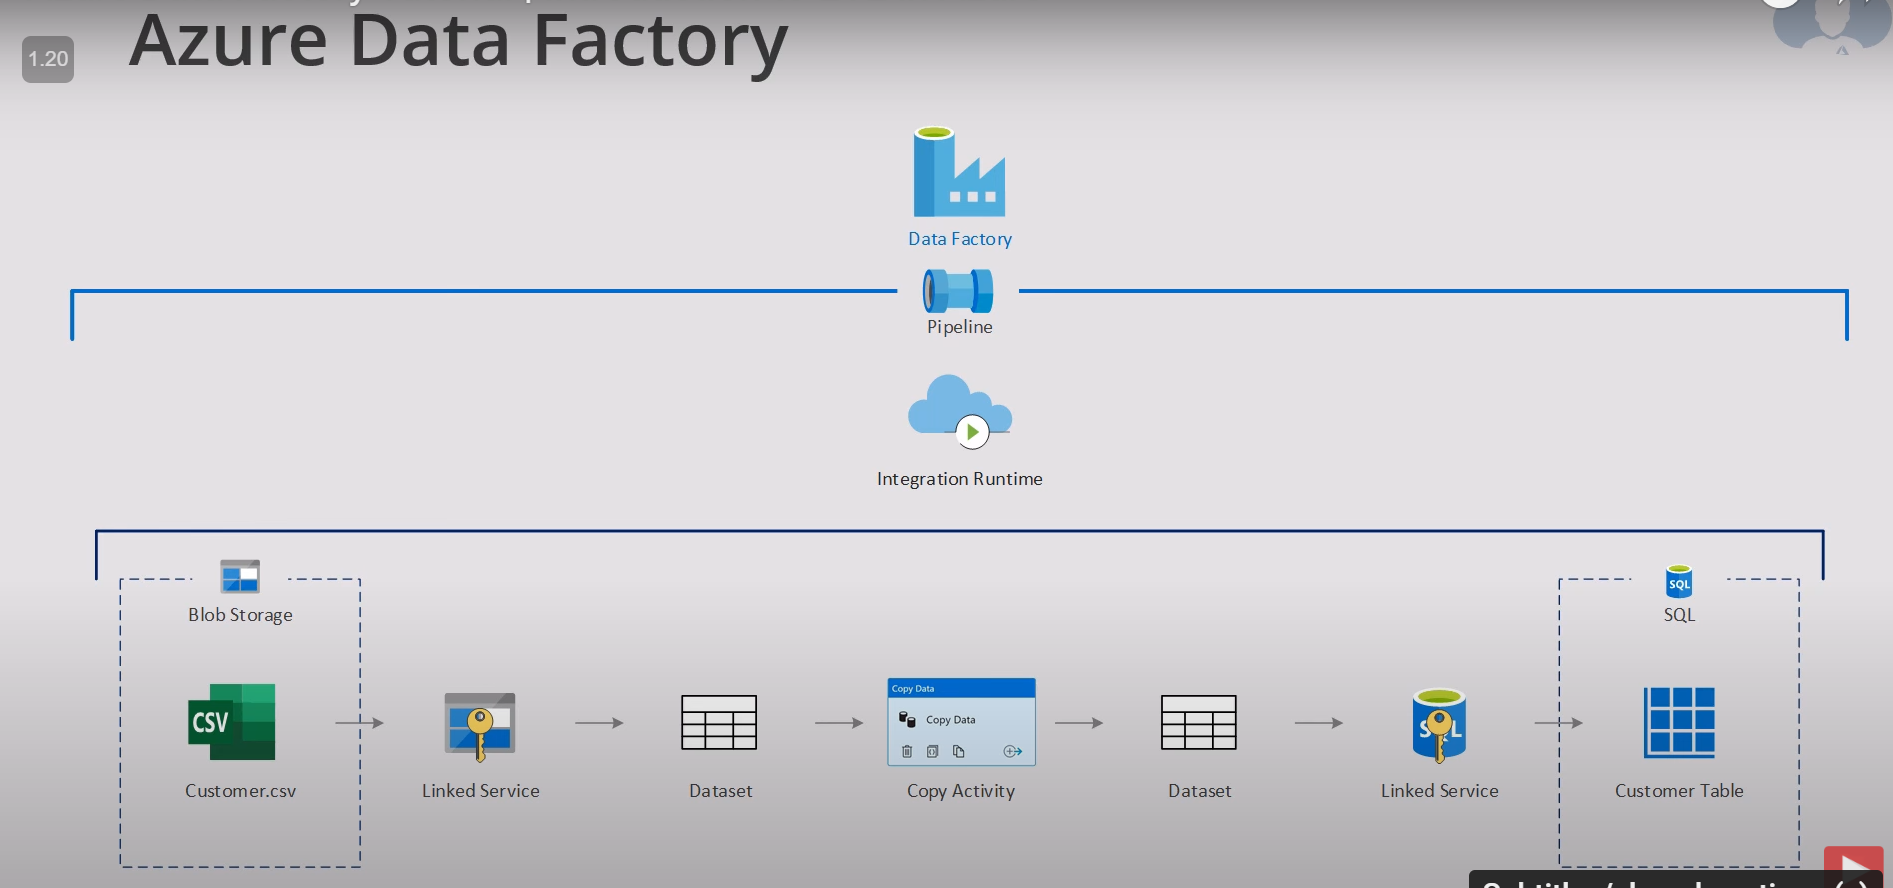 Azure Data Factory
1.20
Data Factory
Pipeline
Integration Runtime
Blob Storage
SQL
SQL
CSV
Copy Data
Copy Data
SQL
Customer.csv
Linked Service
Dataset
Copy Activity
Dataset
Linked Service
Customer Table